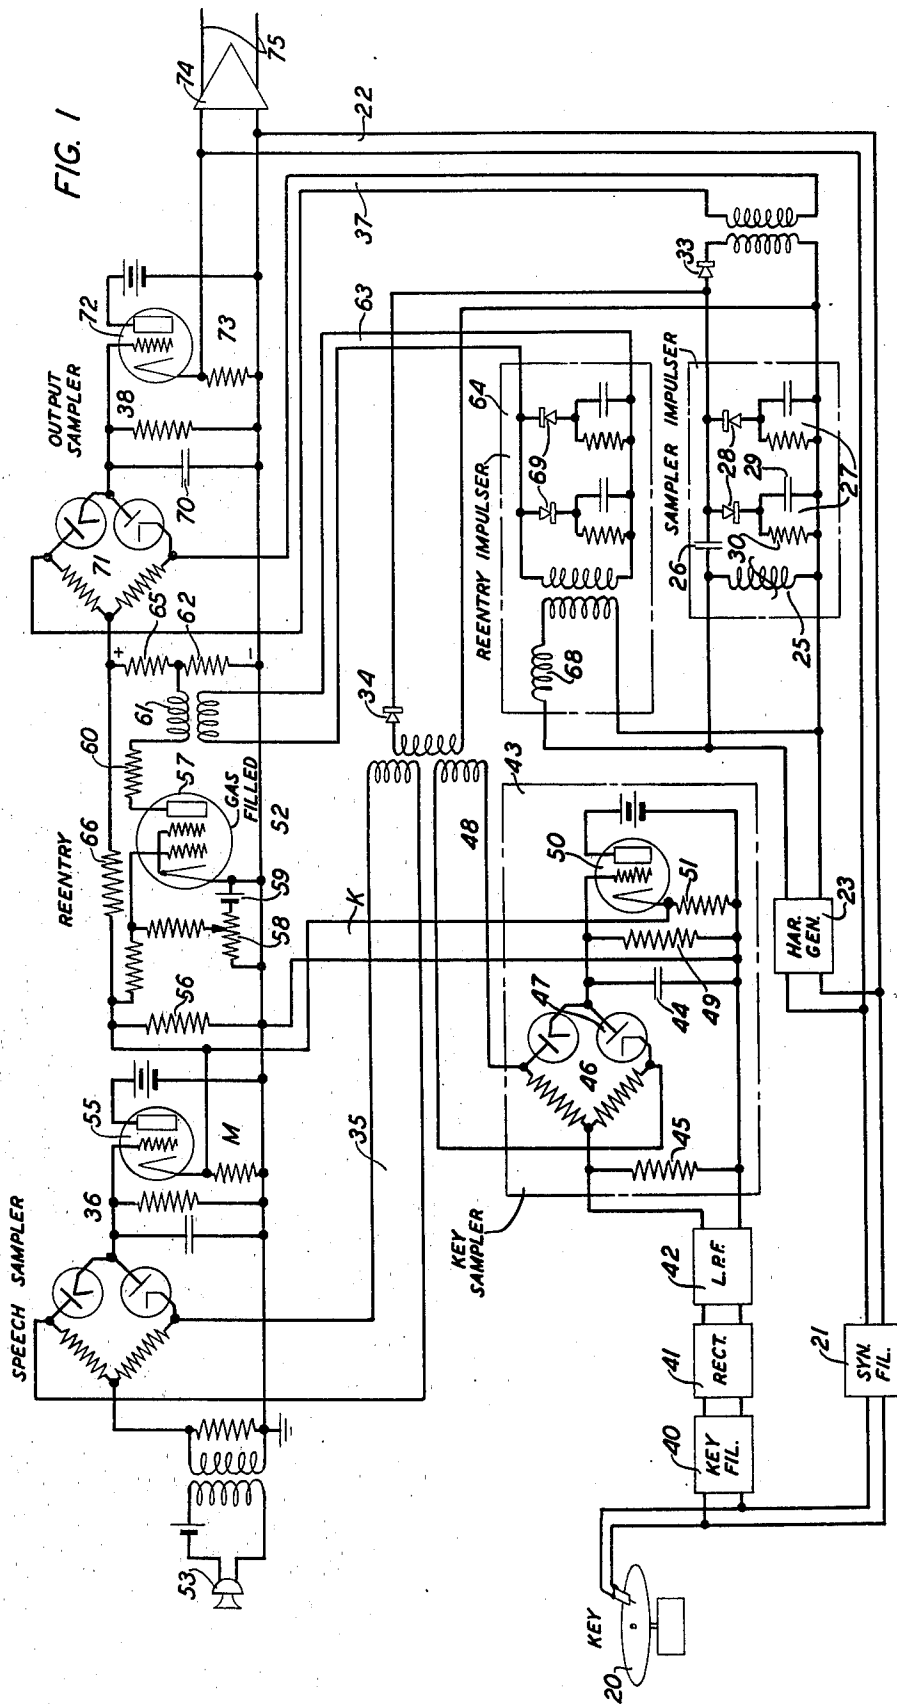 FIG. 1
SPEECH SAMPLER
REENTRY
OUTPUT
SAMPLER
36
55
M
56
66
60
57
GAS
FILLED
52
58
59
61
65
62
+
-
71
70
38
72
73
74
75
53
35
K
34
63
37
22
48
REENTRY IMPULSER
64
68
69
SAMPLER IMPULSER
33
26
25
30
28
29
27
KEY
SAMPLER
43
45
46
47
44
49
50
51
HAR.
GEN.
23
KEY
20
KEY
FIL.
40
RECT.
41
L.P.F.
42
SYN.
FIL.
21